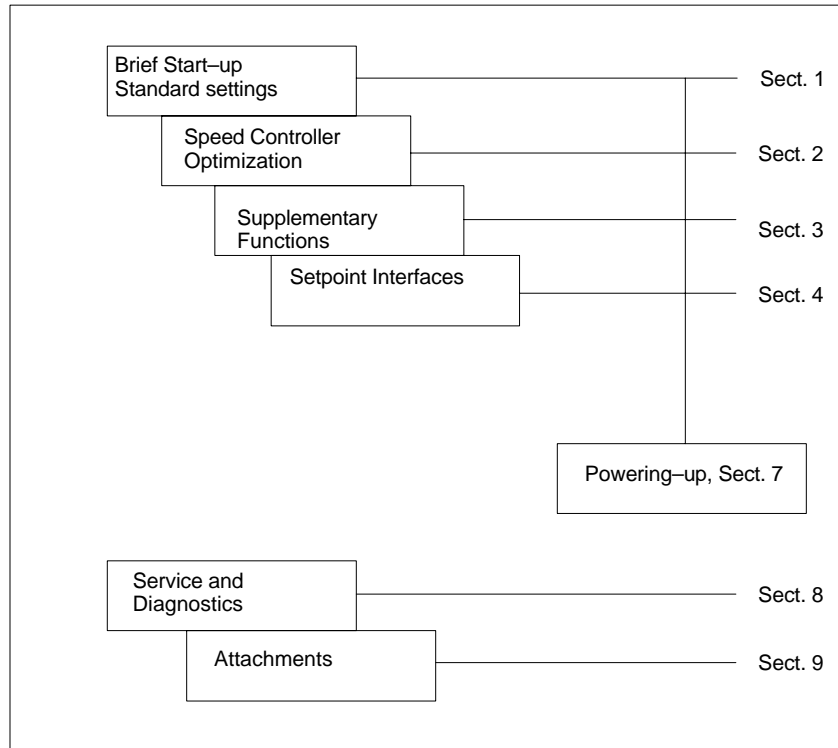 Brief Start–up
Standard settings
Sect. 1
Speed Controller
Optimization
Sect. 2
Supplementary
Functions
Sect. 3
Setpoint Interfaces
Sect. 4
Powering–up, Sect. 7
Service and
Diagnostics
Sect. 8
Attachments
Sect. 9